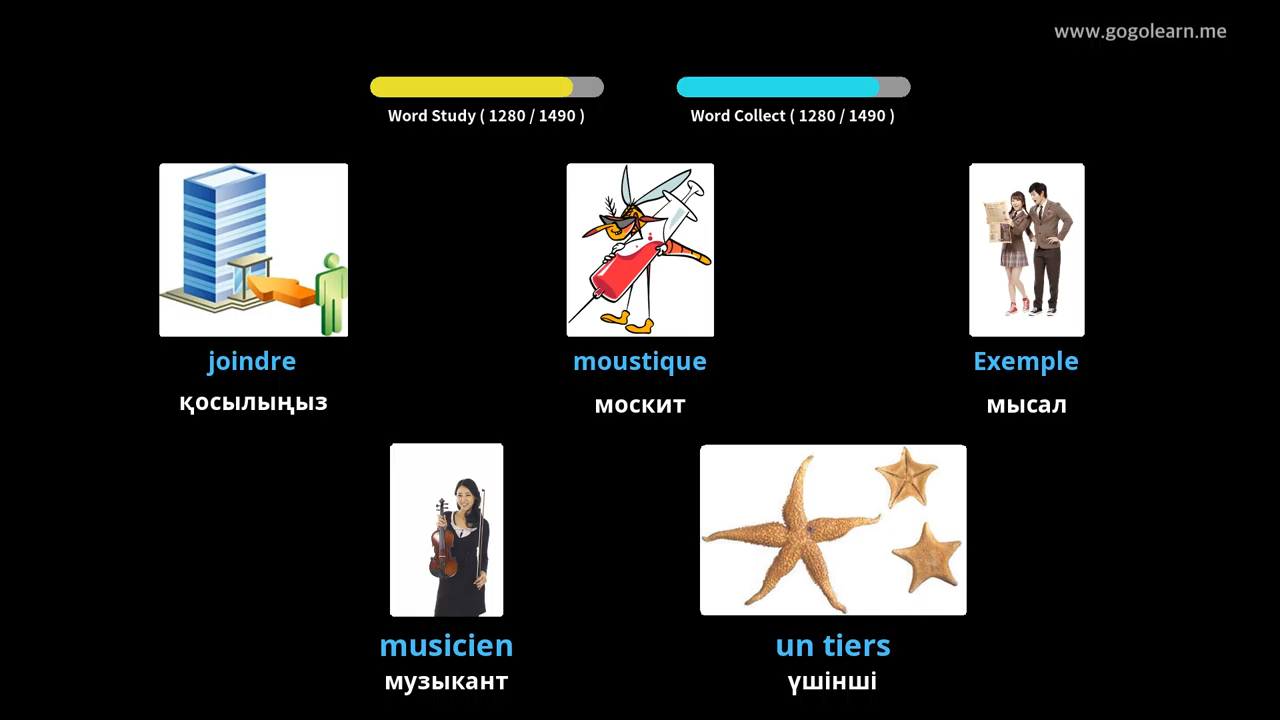 www.gogolearn.me
Word Study ( 1280 / 1490 )
Word Collect ( 1280 / 1490 )
joindre
moustique
Exemple
қосылыңыз
москит
мысал
musicien
un tiers
музыкант
үшінші